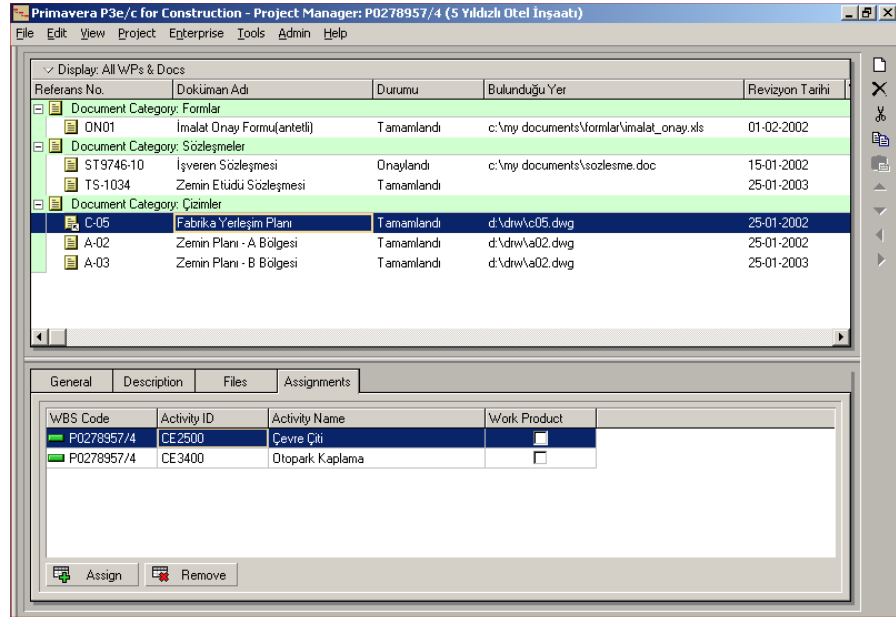 Primavera P3e/c for Construction - Project Manager: P0278957/4 (5 Yıldızlı Otel İnşaatı)
File Edit View Project Enterprise Tools Admin Help
Display: All WPs & Docs
Referans No. Doküman Adı Durumu Bulunduğu Yer Revizyon Tarihi
Document Category: Formlar
ON01 İmalat Onay Formu(antetli) Tamamlandı c:\my documents\formlar\imalat_onay.xls 01-02-2002
Document Category: Sözleşmeler
ST9746-10 İşveren Sözleşmesi Onaylandı c:\my documents\sozlesme.doc 15-01-2002
TS-1034 Zemin Etüdü Sözleşmesi Tamamlandı 25-01-2003
Document Category: Çizimler
C-05 Fabrika Yerleşim Planı Tamamlandı d:\drw\c05.dwg 25-01-2002
A-02 Zemin Planı - A Bölgesi Tamamlandı d:\drw\a02.dwg 25-01-2002
A-03 Zemin Planı - B Bölgesi Tamamlandı d:\drw\a02.dwg 25-01-2003
General Description Files Assignments
WBS Code Activity ID Activity Name Work Product
P0278957/4 CE2500 Çevre Çiti
P0278957/4 CE3400 Otopark Kaplama
Assign Remove